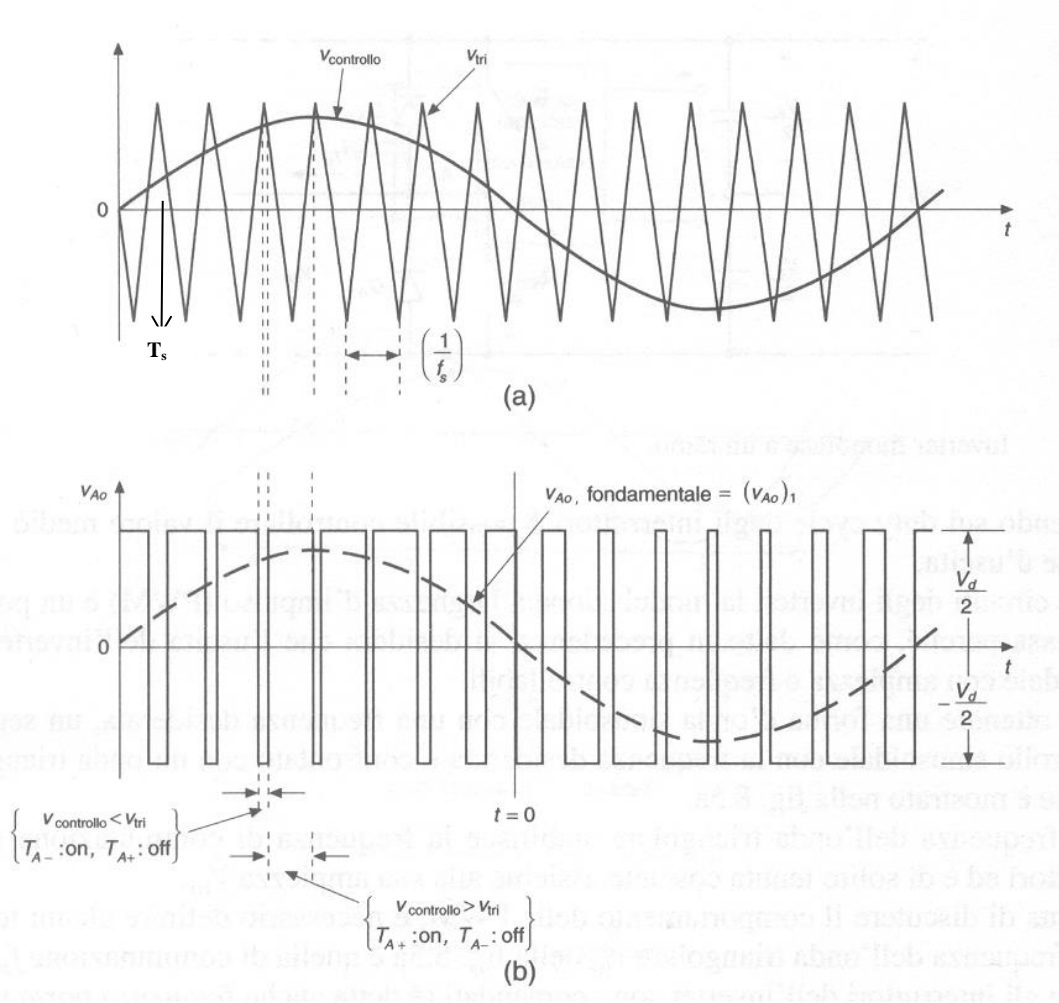 v_controllo v_tri
0
t
T_s
(1/f_s)
(a)
v_Ao
v_Ao, fondamentale = (v_Ao)_1
V_d/2
0
t
-V_d/2
t = 0
{ v_controllo < v_tri
T_A− : on, T_A+ : off }
{ v_controllo > v_tri
T_A+ : on, T_A− : off }
(b)